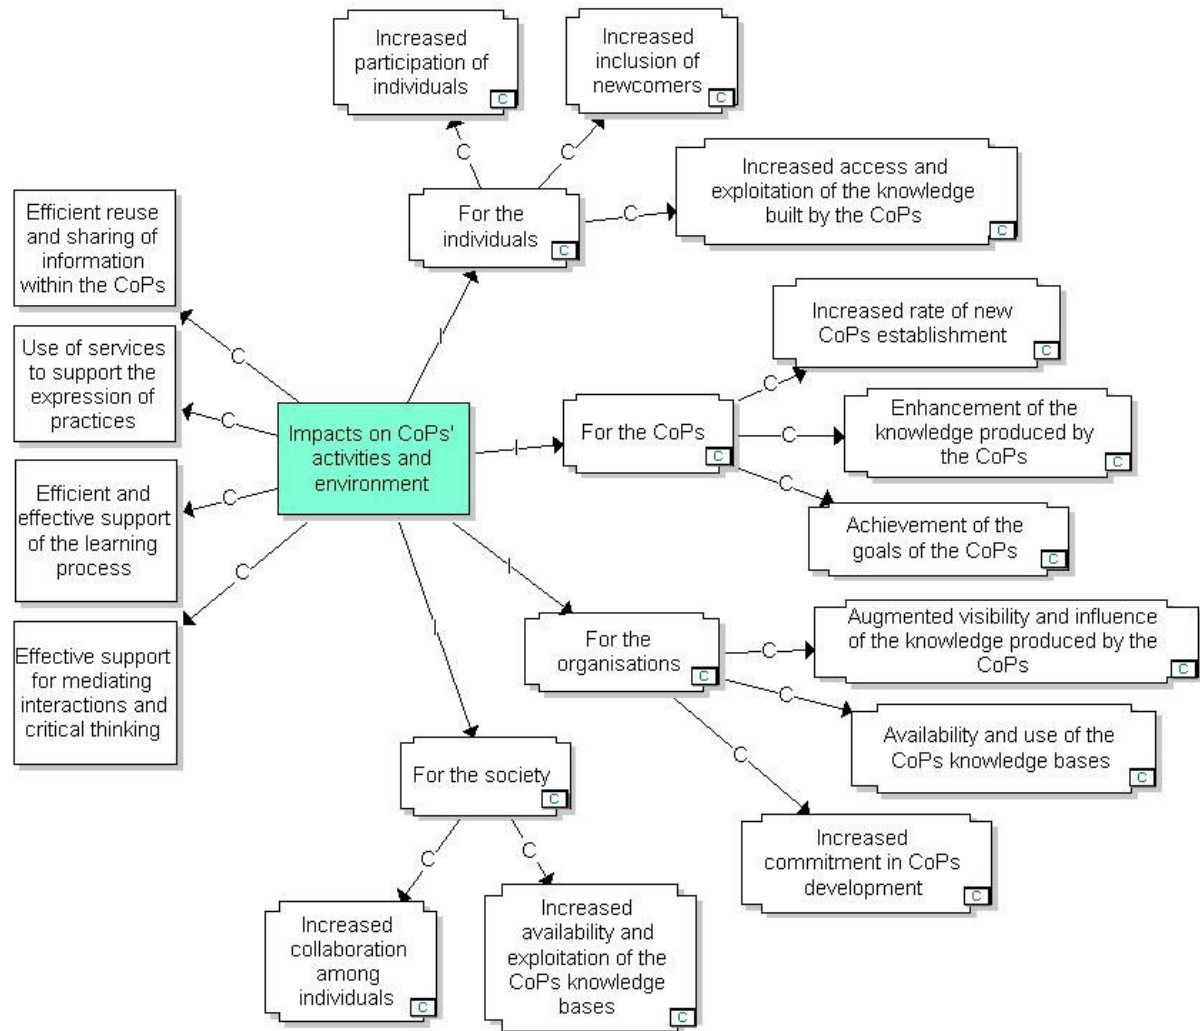 Increased
participation of
individuals
C
Increased
inclusion of
newcomers
C
C
C
Increased access and
exploitation of the knowledge
built by the CoPs
C
For the
individuals
C
C
Efficient reuse
and sharing of
information
within the CoPs
Increased rate of new
CoPs establishment
C
I
Use of services
to support the
expression of
practices
C
C
C
Impacts on CoPs'
activities and
environment
I
For the CoPs
C
C
Enhancement of the
knowledge produced by
the CoPs
C
Efficient and
effective support
of the learning
process
C
C
Achievement of the
goals of the CoPs
C
C
I
Effective support
for mediating
interactions and
critical thinking
I
For the
organisations
C
C
Augmented visibility and influence
of the knowledge produced by the
CoPs
C
C
Availability and use of the
CoPs knowledge bases
C
C
For the society
C
Increased
commitment in CoPs
development
C
C
C
Increased
collaboration
among
individuals
C
Increased
availability and
exploitation of the
CoPs knowledge
bases
C